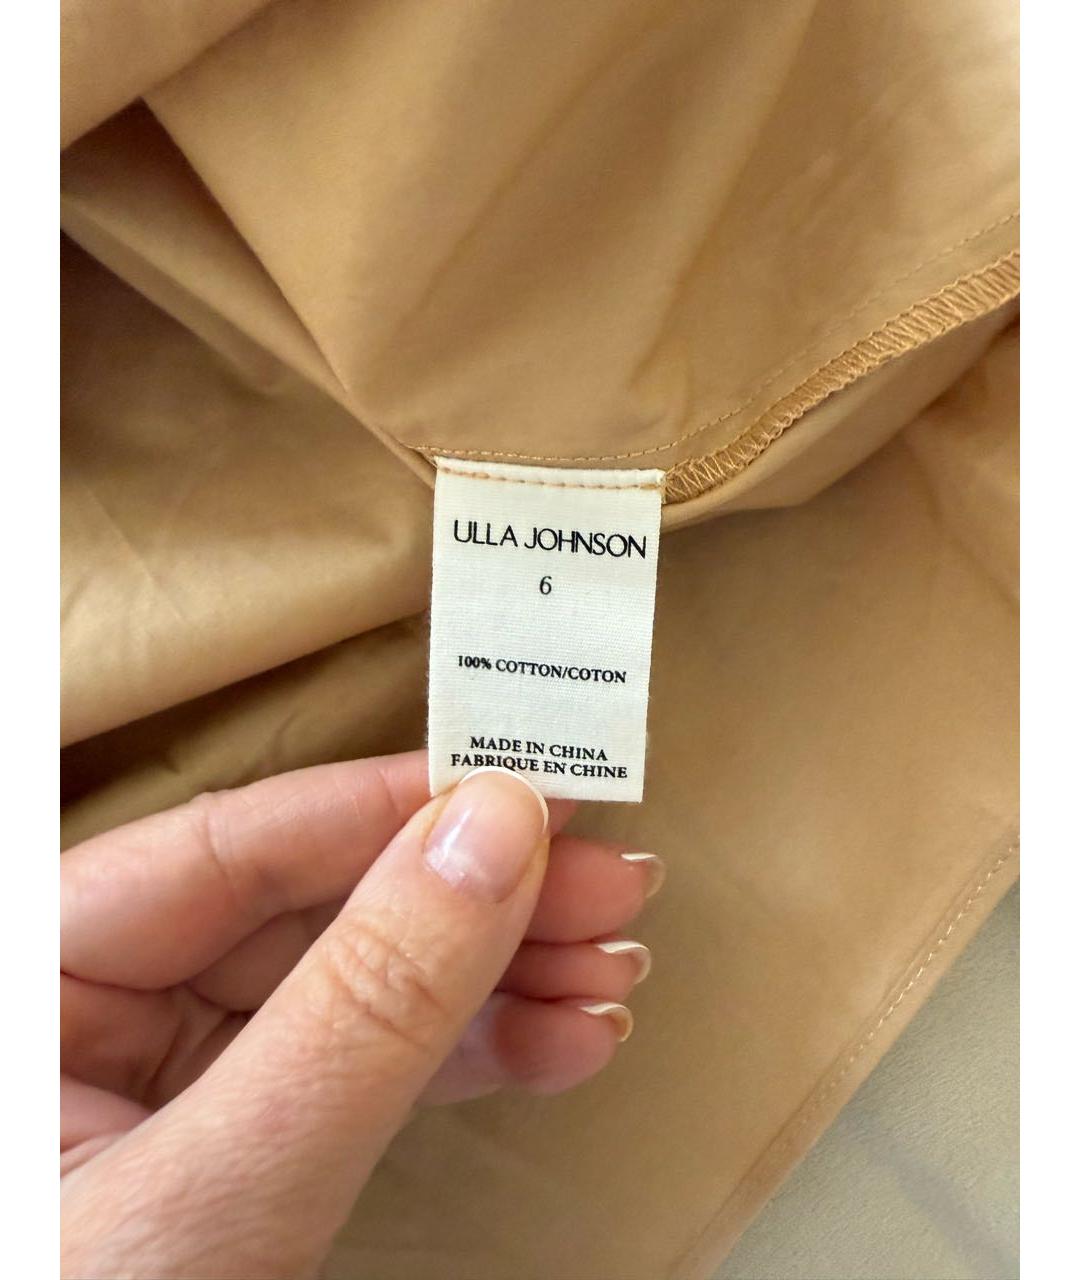 ULLA JOHNSON
6
100% COTTON/COTON
MADE IN CHINA
FABRIQUE EN CHINE